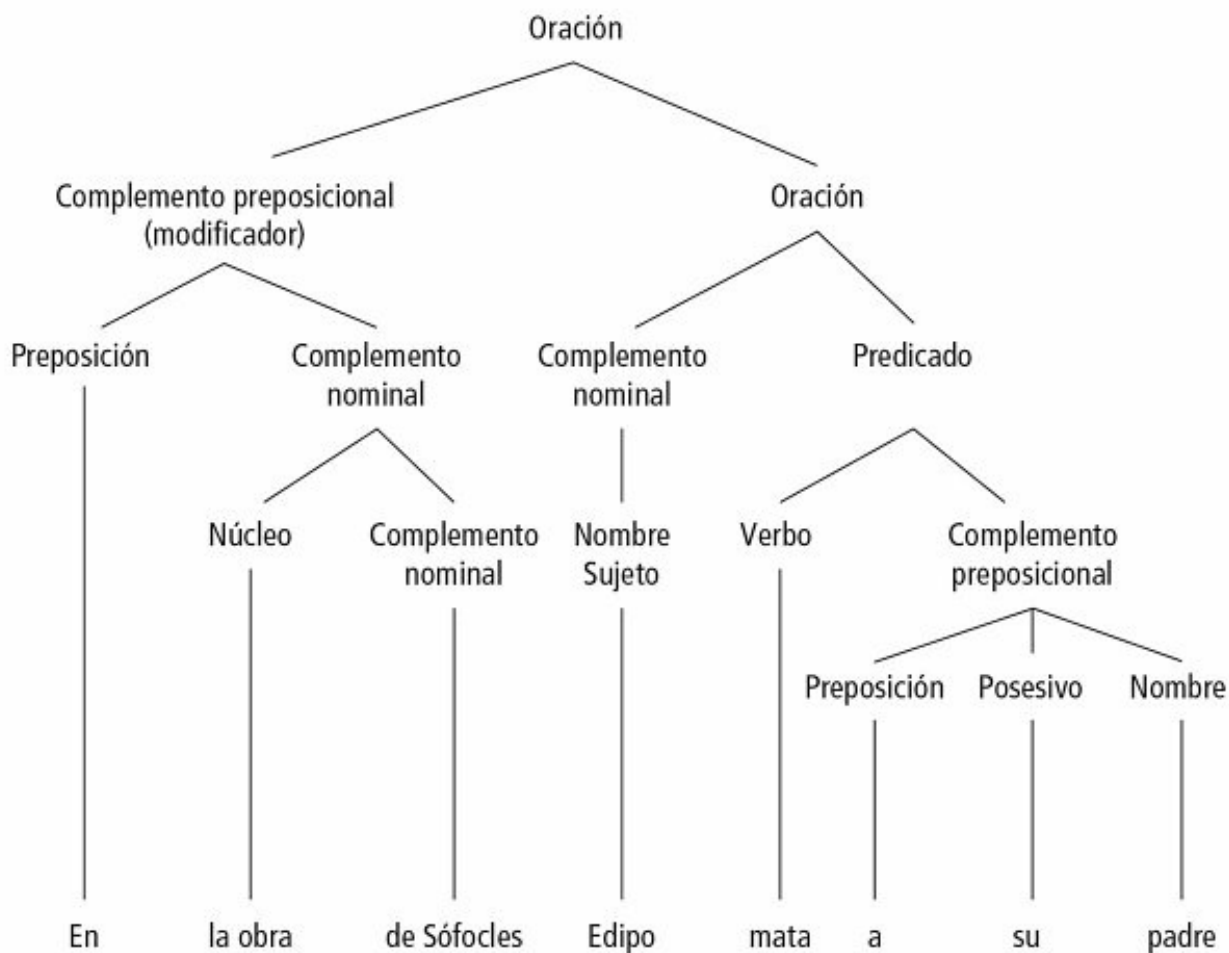 Oración
Complemento preposicional
(modificador)
Oración
Preposición
Complemento
nominal
Complemento
nominal
Predicado
Núcleo
Complemento
nominal
Nombre
Sujeto
Verbo
Complemento
preposicional
Preposición
Posesivo
Nombre
En la obra de Sófocles Edipo mata a su padre